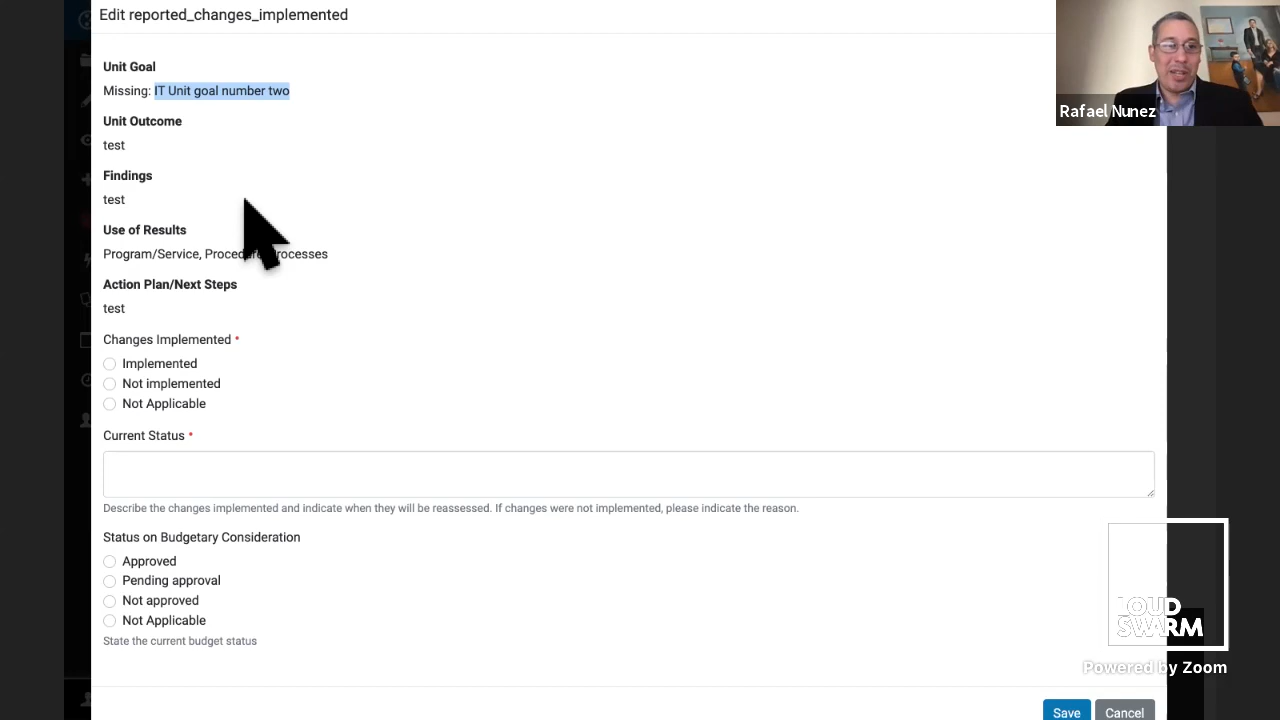 Edit reported_changes_implemented
Unit Goal
Missing: IT Unit goal number two
Unit Outcome
test
Findings
test
Use of Results
Program/Service, Procedure
Action Plan/Next Steps
test
Changes Implemented *
Implemented
Not implemented
Not Applicable
Current Status *
Describe the changes implemented and indicate when they will be reassessed. If changes were not implemented, please indicate the reason.
Status on Budgetary Consideration
Approved
Pending approval
Not approved
Not Applicable
State the current budget status
Save Cancel
Rafael Nunez
LOUD
SWARM
Powered by Zoom